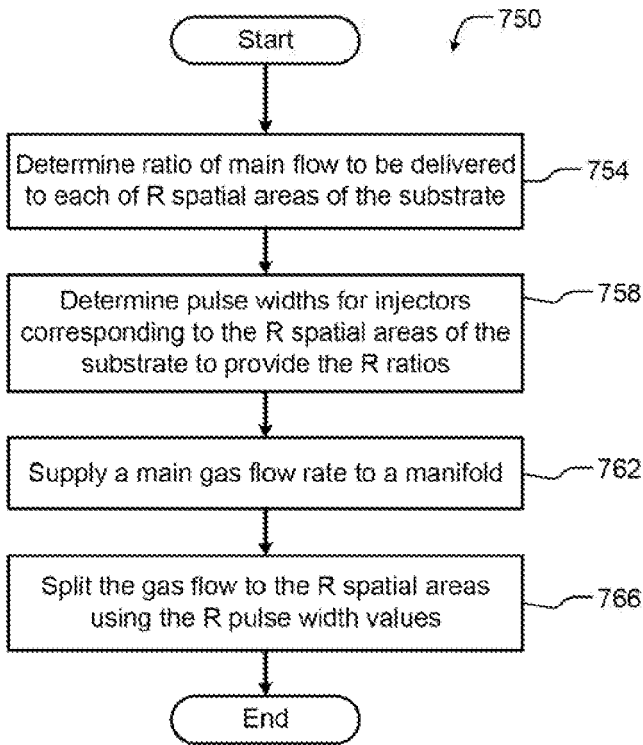 Start
750
Determine ratio of main flow to be delivered
to each of R spatial areas of the substrate
754
Determine pulse widths for injectors
corresponding to the R spatial areas of the
substrate to provide the R ratios
758
Supply a main gas flow rate to a manifold
762
Split the gas flow to the R spatial areas
using the R pulse width values
766
End